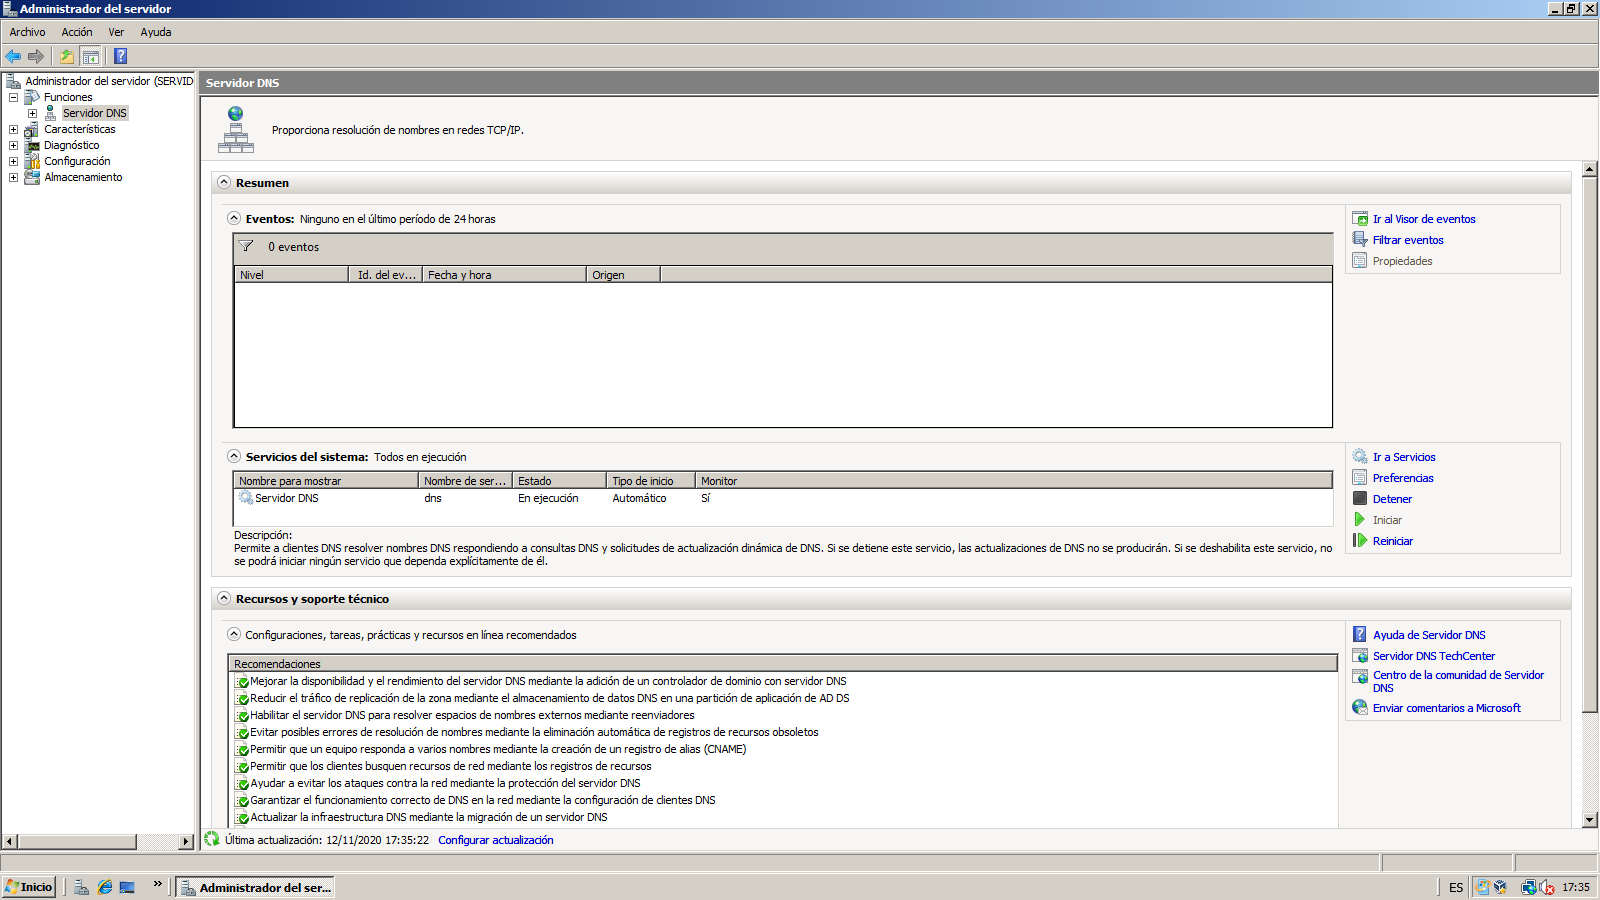 Administrador del servidor
Archivo Acción Ver Ayuda
Administrador del servidor (SERVID
Funciones
Servidor DNS
Características
Diagnóstico
Configuración
Almacenamiento
Servidor DNS
Proporciona resolución de nombres en redes TCP/IP.
Resumen
Eventos: Ninguno en el último período de 24 horas
0 eventos
Nivel Id. del ev... Fecha y hora Origen
Ir al Visor de eventos
Filtrar eventos
Propiedades
Servicios del sistema: Todos en ejecución
Nombre para mostrar Nombre de ser... Estado Tipo de inicio Monitor
Servidor DNS dns En ejecución Automático Sí
Descripción:
Permite a clientes DNS resolver nombres DNS respondiendo a consultas DNS y solicitudes de actualización dinámica de DNS. Si se detiene este servicio, las actualizaciones de DNS no se producirán. Si se deshabilita este servicio, no
se podrá iniciar ningún servicio que dependa explícitamente de él.
Ir a Servicios
Preferencias
Detener
Iniciar
Reiniciar
Recursos y soporte técnico
Configuraciones, tareas, prácticas y recursos en línea recomendados
Recomendaciones
Mejorar la disponibilidad y el rendimiento del servidor DNS mediante la adición de un controlador de dominio con servidor DNS
Reducir el tráfico de replicación de la zona mediante el almacenamiento de datos DNS en una partición de aplicación de AD DS
Habilitar el servidor DNS para resolver espacios de nombres externos mediante reenviadores
Evitar posibles errores de resolución de nombres mediante la eliminación automática de registros de recursos obsoletos
Permitir que un equipo responda a varios nombres mediante la creación de un registro de alias (CNAME)
Permitir que los clientes busquen recursos de red mediante los registros de recursos
Ayudar a evitar los ataques contra la red mediante la protección del servidor DNS
Garantizar el funcionamiento correcto de DNS en la red mediante la configuración de clientes DNS
Actualizar la infraestructura DNS mediante la migración de un servidor DNS
Ayuda de Servidor DNS
Servidor DNS TechCenter
Centro de la comunidad de Servidor
DNS
Enviar comentarios a Microsoft
Última actualización: 12/11/2020 17:35:22 Configurar actualización
Inicio
Administrador del ser...
ES
17:35